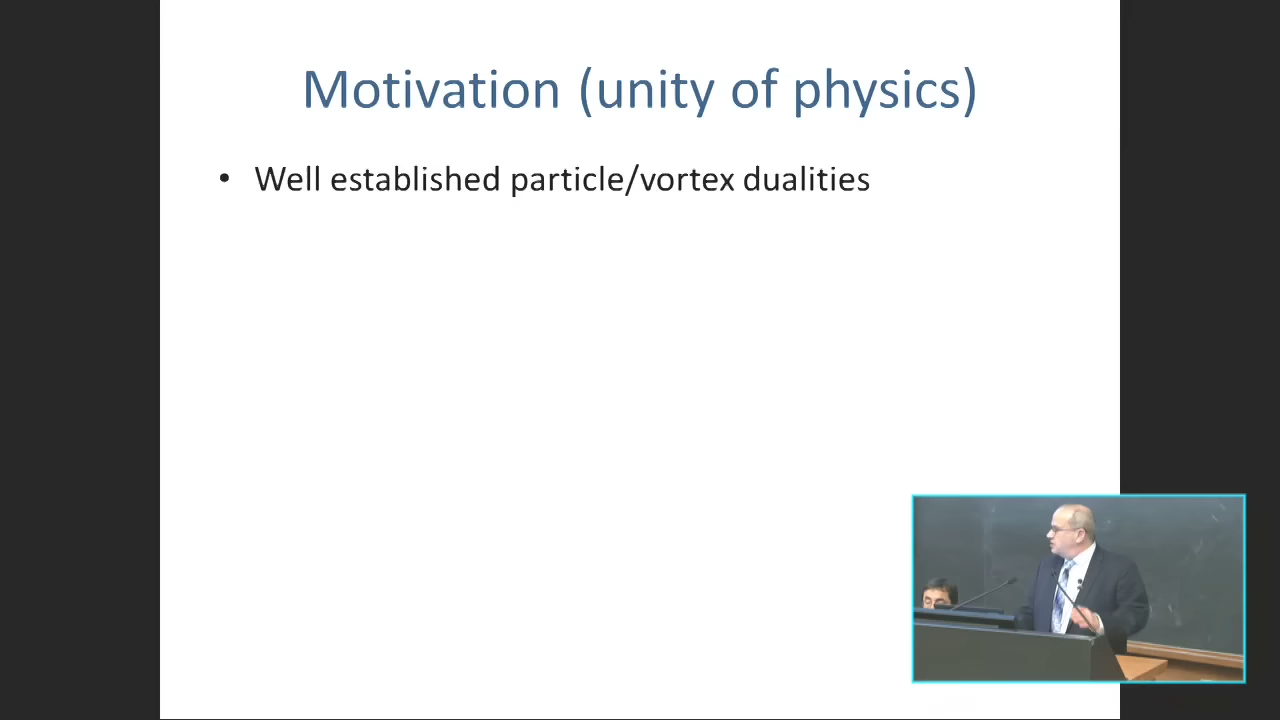 Motivation (unity of physics)
• Well established particle/vortex dualities